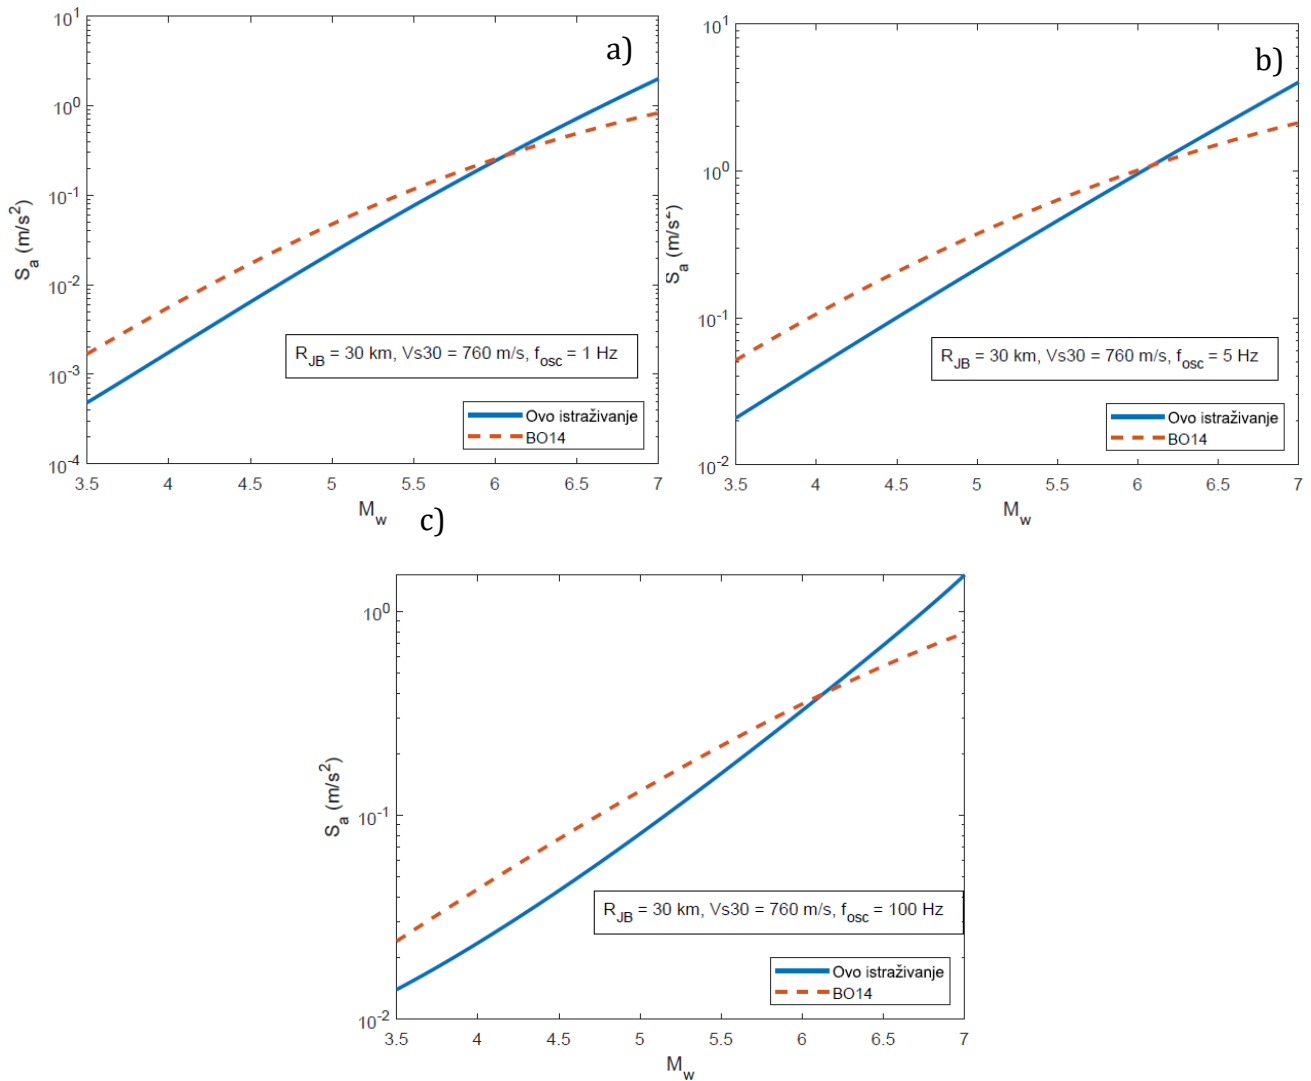 a)
10^1
10^0
10^-1
10^-2
10^-3
10^-4
S_a (m/s^2)
R_JB = 30 km, Vs30 = 760 m/s, f_osc = 1 Hz
Ovo istraživanje
BO14
3.5 4 4.5 5 5.5 6 6.5 7
M_w
b)
10^1
10^0
10^-1
10^-2
S_a (m/s^2)
R_JB = 30 km, Vs30 = 760 m/s, f_osc = 5 Hz
Ovo istraživanje
BO14
3.5 4 4.5 5 5.5 6 6.5 7
M_w
c)
10^0
10^-1
10^-2
S_a (m/s^2)
R_JB = 30 km, Vs30 = 760 m/s, f_osc = 100 Hz
Ovo istraživanje
BO14
3.5 4 4.5 5 5.5 6 6.5 7
M_w